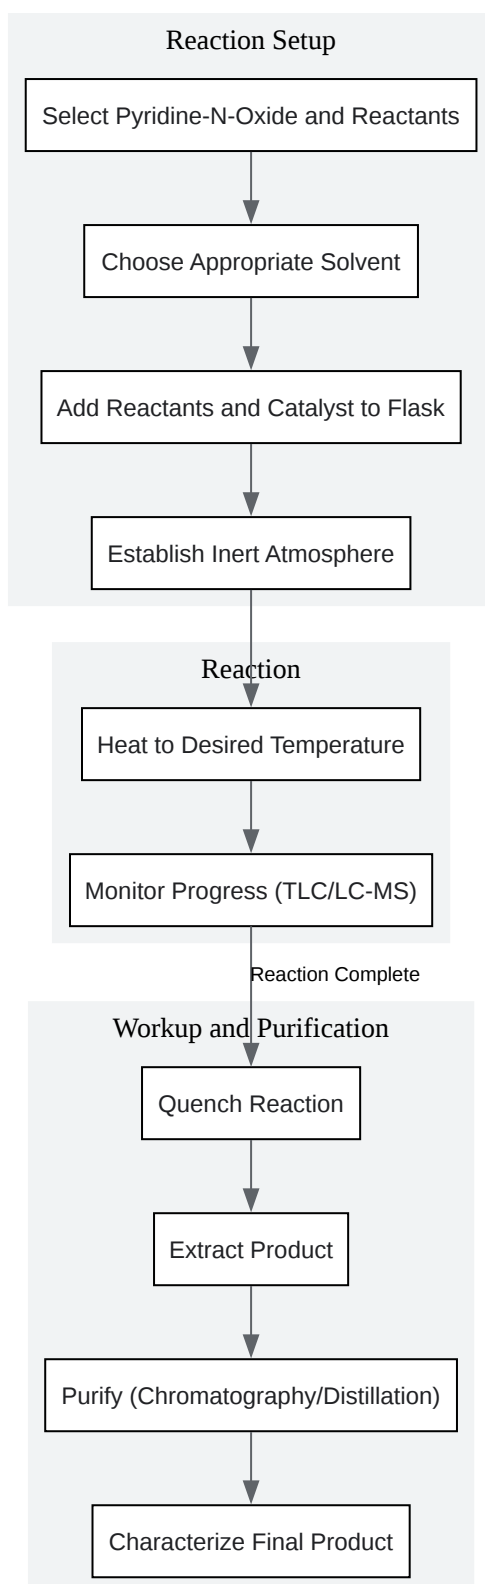 Reaction Setup
Select Pyridine-N-Oxide and Reactants
Choose Appropriate Solvent
Add Reactants and Catalyst to Flask
Establish Inert Atmosphere
Reaction
Heat to Desired Temperature
Monitor Progress (TLC/LC-MS)
Reaction Complete
Workup and Purification
Quench Reaction
Extract Product
Purify (Chromatography/Distillation)
Characterize Final Product